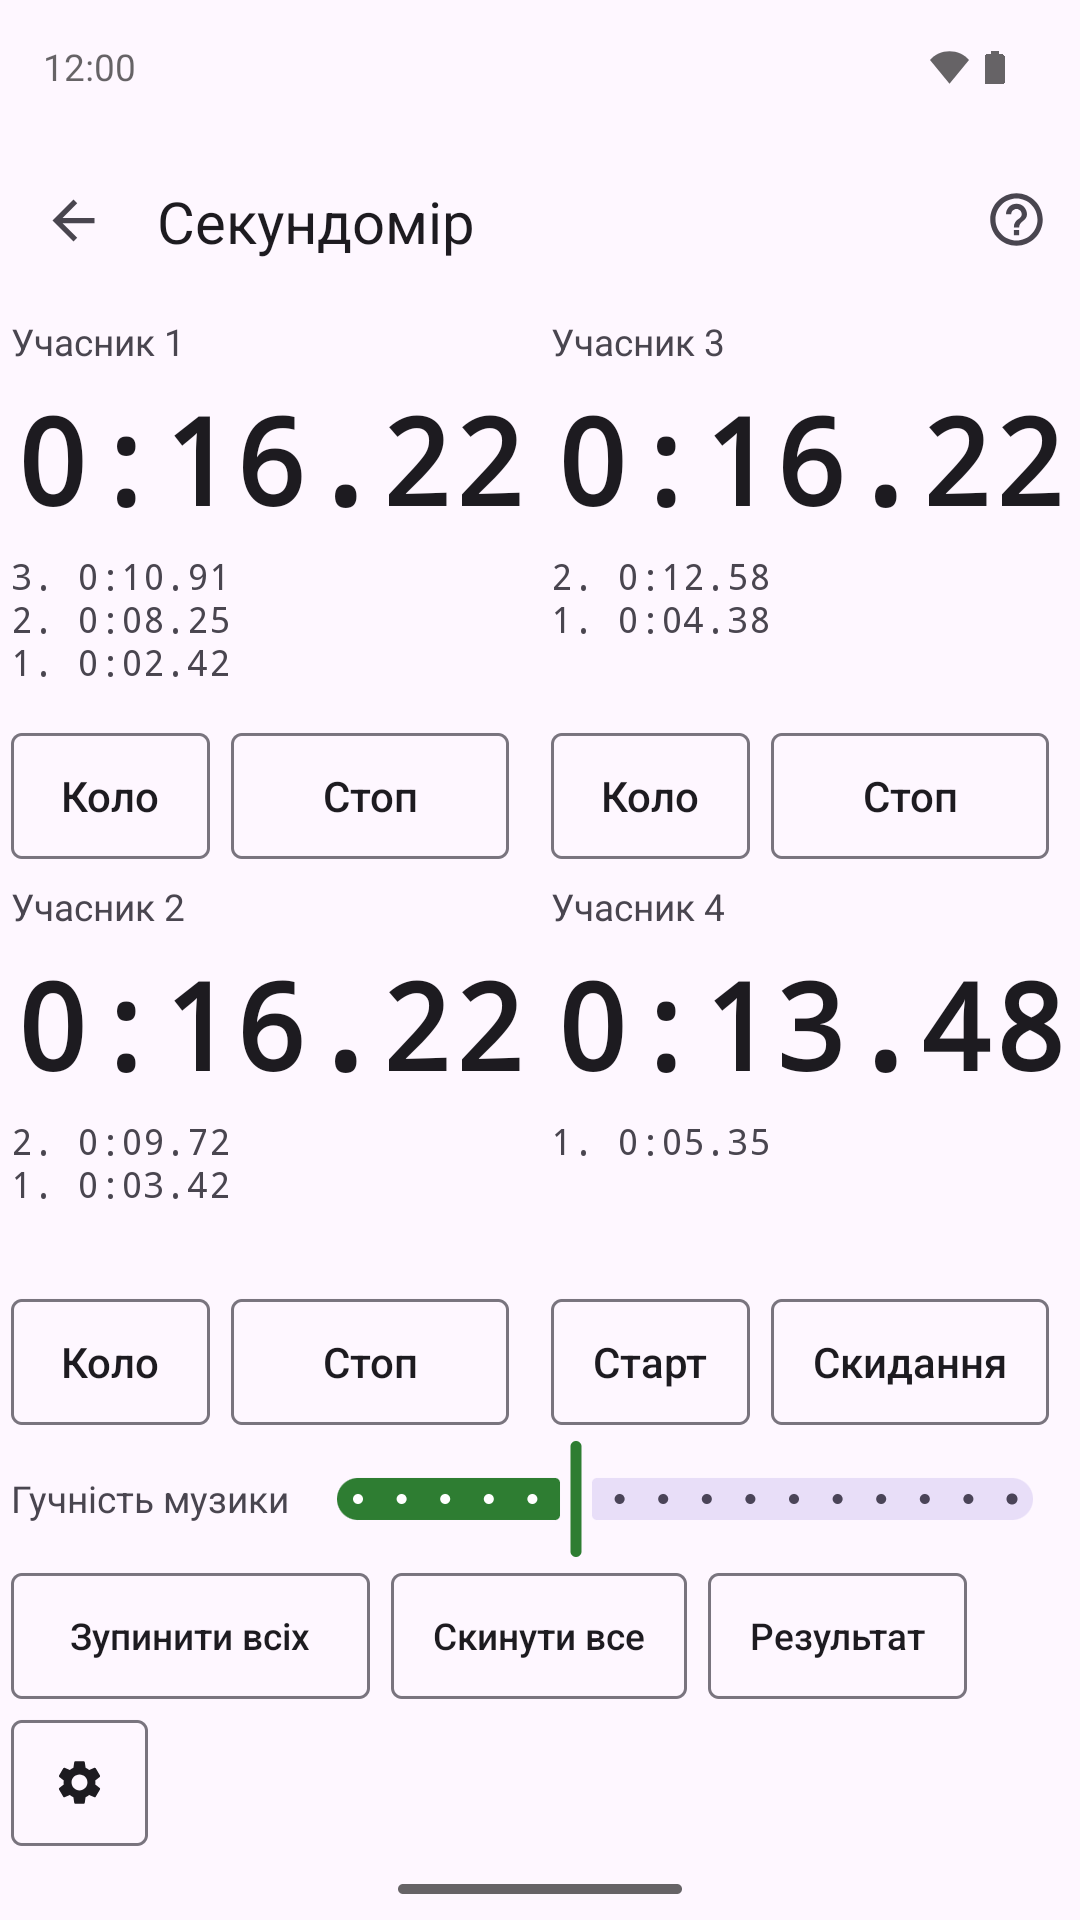 12:00
Секундомір
Учасник 1
0:16.22
3. 0:10.91
2. 0:08.25
1. 0:02.42
Коло
Стоп
Учасник 3
0:16.22
2. 0:12.58
1. 0:04.38
Коло
Стоп
Учасник 2
0:16.22
2. 0:09.72
1. 0:03.42
Коло
Стоп
Учасник 4
0:13.48
1. 0:05.35
Старт
Скидання
Гучність музики
Зупинити всіх
Скинути все
Результат